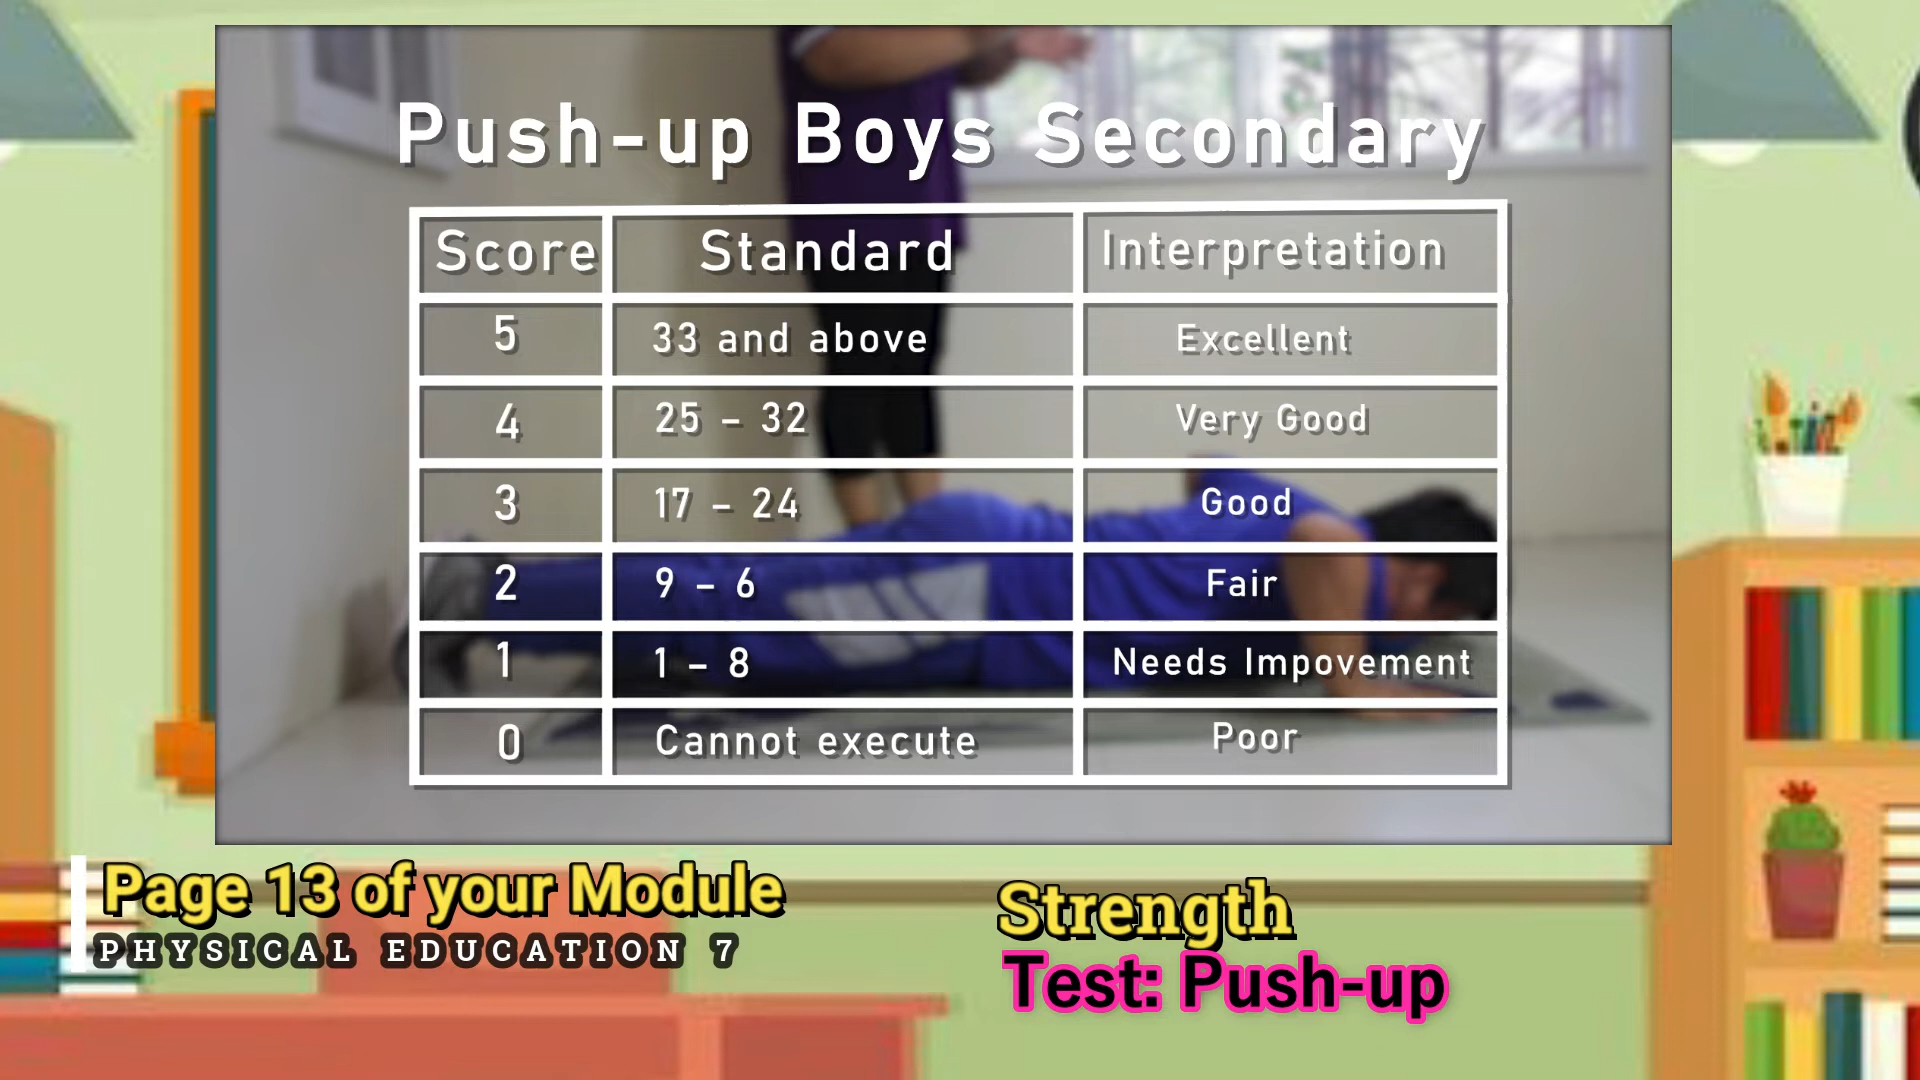 Push-up Boys Secondary
Score Standard Interpretation
5 33 and above Excellent
4 25 - 32 Very Good
3 17 - 24 Good
2 9 - 6 Fair
1 1 - 8 Needs Impovement
0 Cannot execute Poor
Page 13 of your Module
PHYSICAL EDUCATION 7
Strength
Test: Push-up